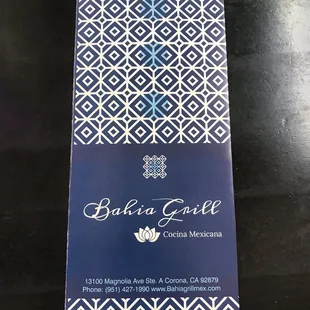 Bahia Grill
Cocina Mexicana
13100 Magnolia Ave Ste. A Corona, CA 92879
Phone: (951) 427-1990 www.Bahiagrillmex.com